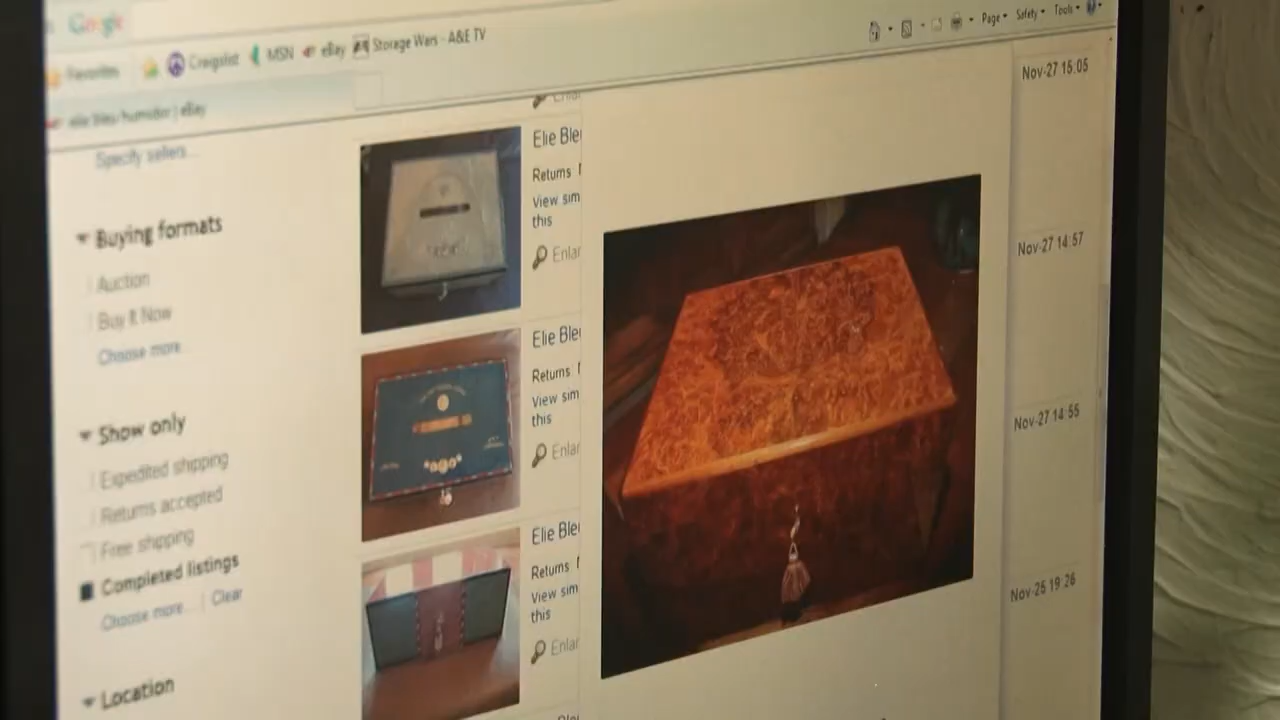 Google
Page
Safety
Tools
Favorites
Craigslist
MSN
eBay
Storage Wars - A&E TV
elie bleu humidor | eBay
Specify sellers...
Buying formats
Auction
Buy It Now
Choose more...
Show only
Expedited shipping
Returns accepted
Free shipping
Completed listings
Choose more... | Clear
Location
Elie Ble
Returns
View sim
this
Enlar
Elie Ble
Returns
View sim
this
Enlar
Elie Ble
Returns
View sim
this
Enlar
Nov-27 15:05
Nov-27 14:57
Nov-27 14:55
Nov-25 19:26